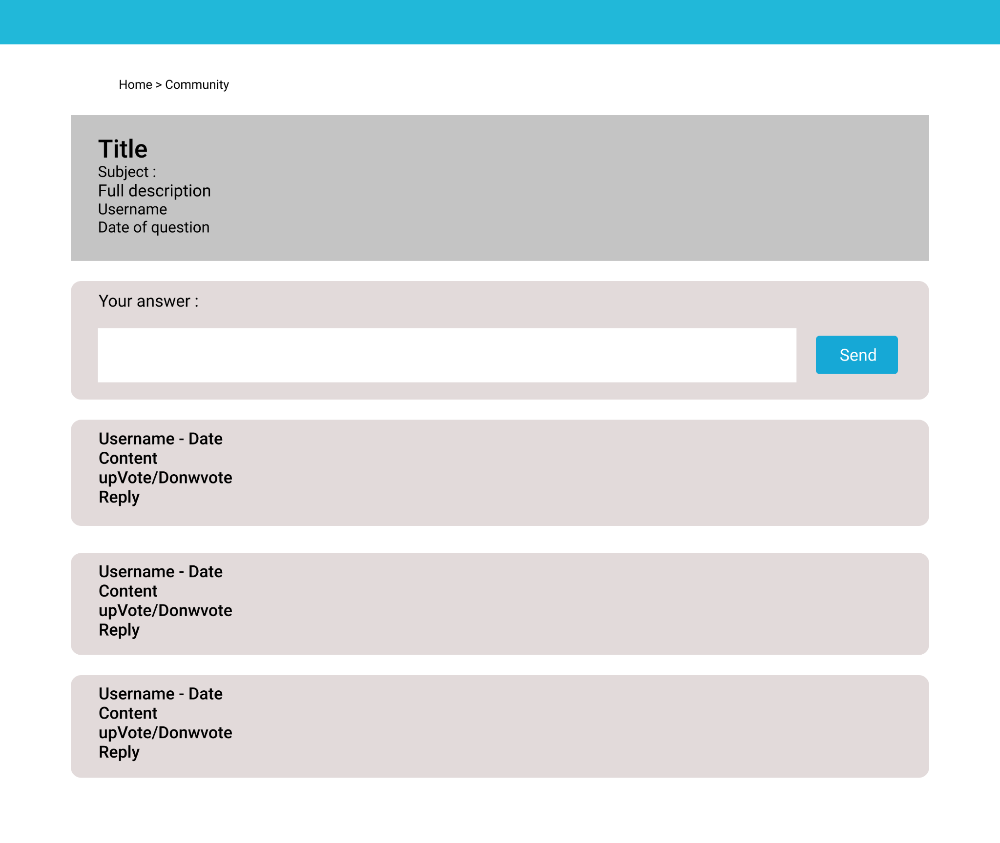 Home > Community
Title
Subject :
Full description
Username
Date of question
Your answer :
Send
Username - Date
Content
upVote/Donwvote
Reply
Username - Date
Content
upVote/Donwvote
Reply
Username - Date
Content
upVote/Donwvote
Reply